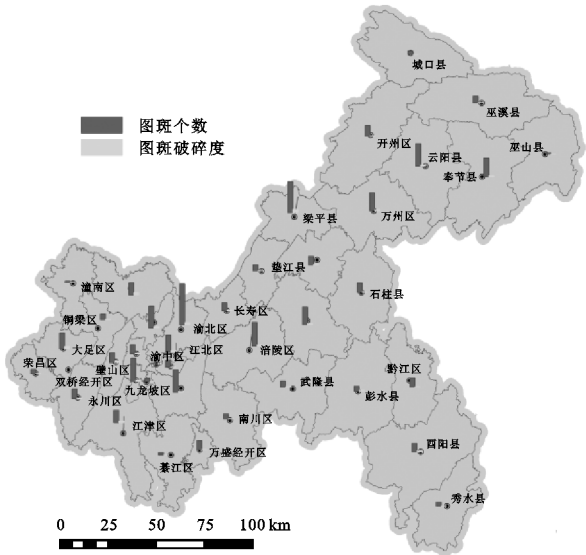 城口县
巫溪县
图斑个数
图斑破碎度
开州区
云阳县
巫山县
奉节县
梁平县
万州区
垫江县
潼南区
石柱县
铜梁区
长寿区
渝北区
大足区
江北区
渝中区
涪陵区
荣昌区
璧山区
黔江区
双桥经开区
九龙坡区
武隆县
彭水县
永川区
南川区
江津区
万盛经开区
酉阳县
綦江区
秀水县
0 25 50 75 100 km